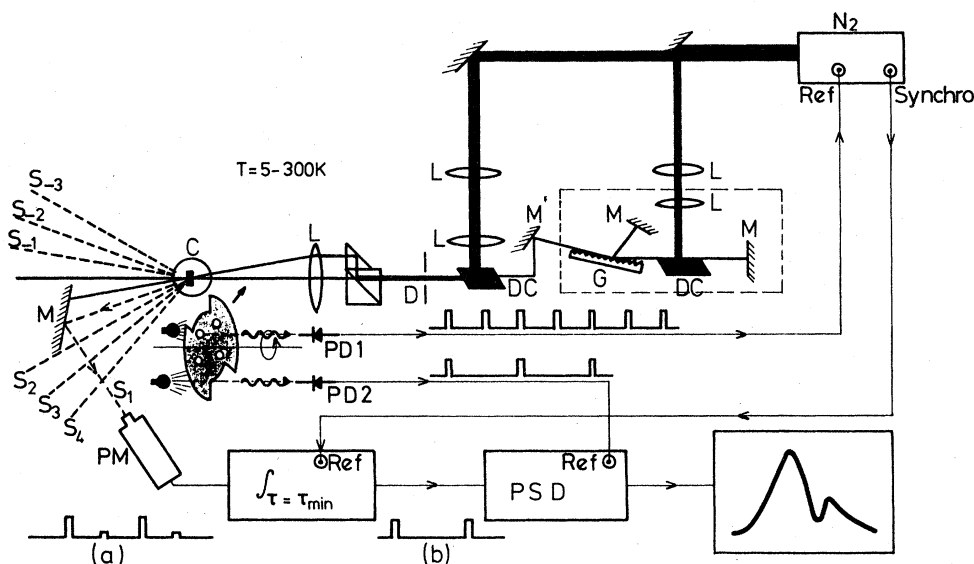 N2
Ref
Synchro
T=5-300K
L
L
L
L
M'
M
M
G
DC
DC
D
L
C
S-3
S-2
S-1
M
S2
S3
S4
S1
PM
PD1
PD2
Ref
∫τ = τmin
Ref
PSD
(a)
(b)